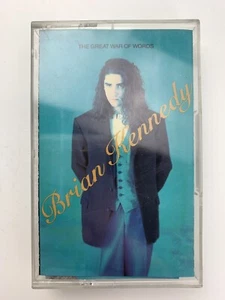 THE GREAT WAR OF WORDS
Brian Kennedy